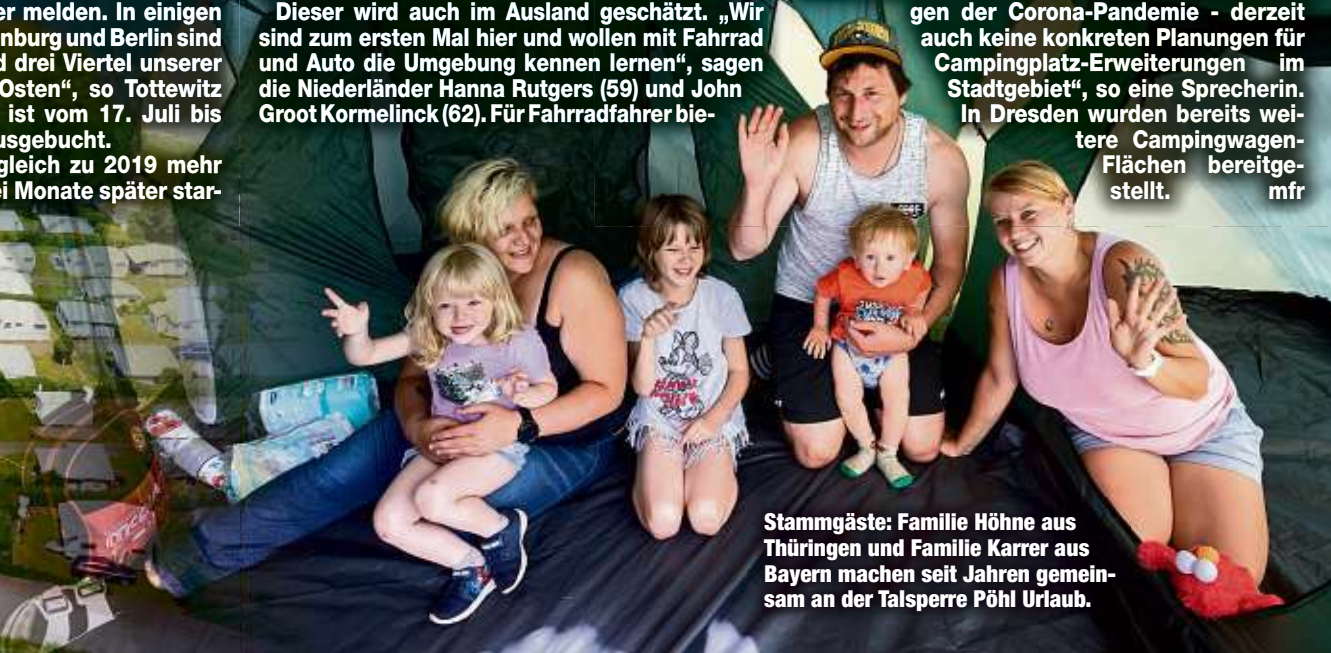 er melden. In einigen
nburg und Berlin sind
d drei Viertel unserer
Osten“, so Tottewitz
ist vom 17. Juli bis
usgebucht.
gleich zu 2019 mehr
ei Monate später star-
Dieser wird auch im Ausland geschätzt. „Wir
sind zum ersten Mal hier und wollen mit Fahrrad
und Auto die Umgebung kennen lernen“, sagen
die Niederländer Hanna Rutgers (59) und John
Groot Kormelinck (62). Für Fahrradfahrer bie-
gen der Corona-Pandemie - derzeit
auch keine konkreten Planungen für
Campingplatz-Erweiterungen im
Stadtgebiet“, so eine Sprecherin.
In Dresden wurden bereits wei-
tere Campingwagen-
Flächen bereitge-
stellt. mfr
Stammgäste: Familie Höhne aus
Thüringen und Familie Karrer aus
Bayern machen seit Jahren gemein-
sam an der Talsperre Pöhl Urlaub.